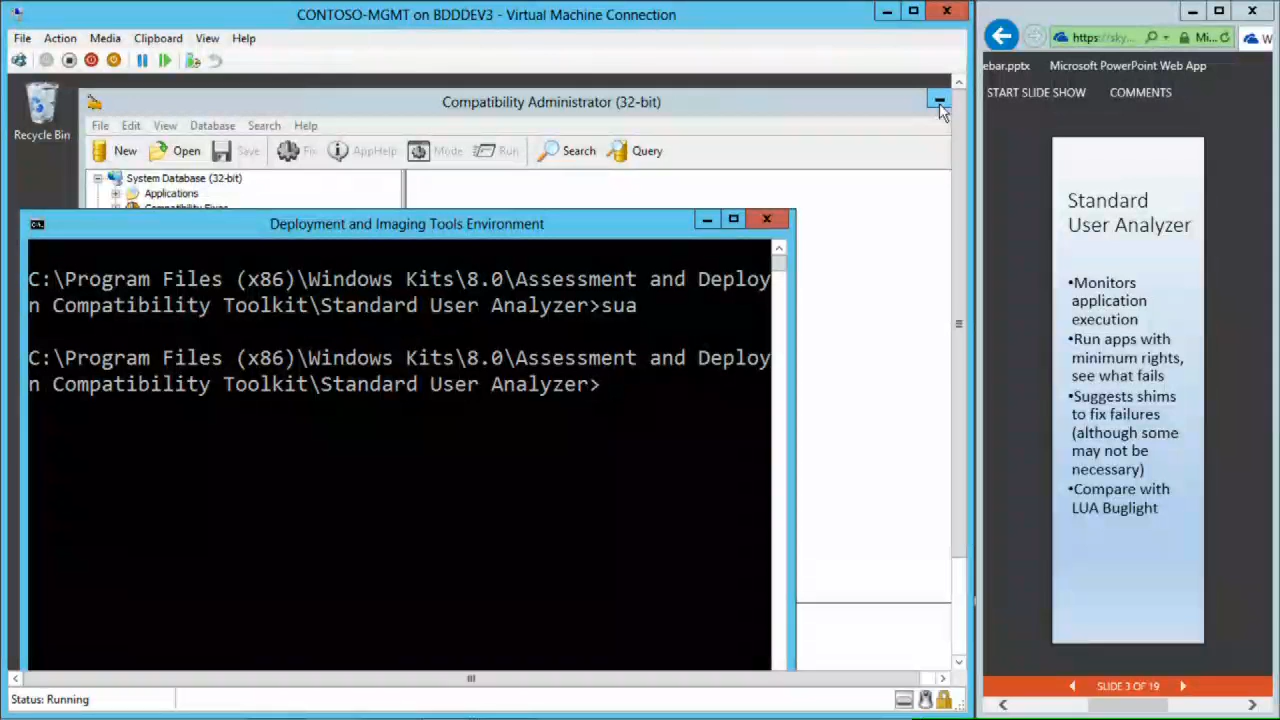 CONTOSO-MGMT on BDDDEV3 - Virtual Machine Connection
File Action Media Clipboard View Help
Recycle Bin
Compatibility Administrator (32-bit)
File Edit View Database Search Help
New Open Save Fix AppHelp Mode Run Search Query
System Database (32-bit)
Applications
Compatibility Fixes
Deployment and Imaging Tools Environment
C:\Program Files (x86)\Windows Kits\8.0\Assessment and Deploy
n Compatibility Toolkit\Standard User Analyzer>sua
C:\Program Files (x86)\Windows Kits\8.0\Assessment and Deploy
n Compatibility Toolkit\Standard User Analyzer>
Status: Running
https://sky...
Mi...
W
ebar.pptx Microsoft PowerPoint Web App
START SLIDE SHOW COMMENTS
Standard
User Analyzer
•Monitors
application
execution
•Run apps with
minimum rights,
see what fails
•Suggests shims
to fix failures
(although some
may not be
necessary)
•Compare with
LUA Buglight
SLIDE 3 OF 19